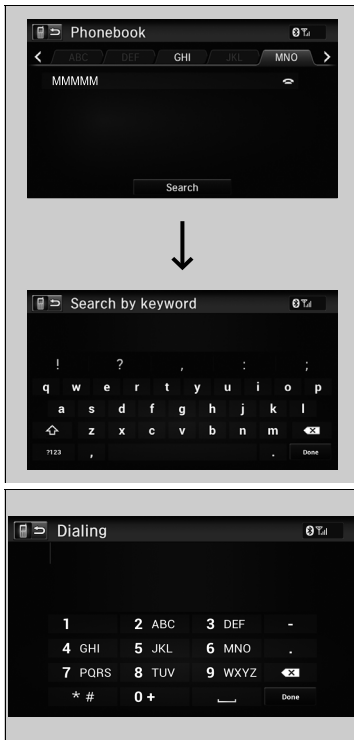 Phonebook
ABC DEF GHI JKL MNO
MMMMM
Search
Search by keyword
! ? , : ;
q w e r t y u i o p
a s d f g h j k l
z x c v b n m
?123 , . Done
Dialing
1 2 ABC 3 DEF -
4 GHI 5 JKL 6 MNO .
7 PQRS 8 TUV 9 WXYZ
* # 0 + Done